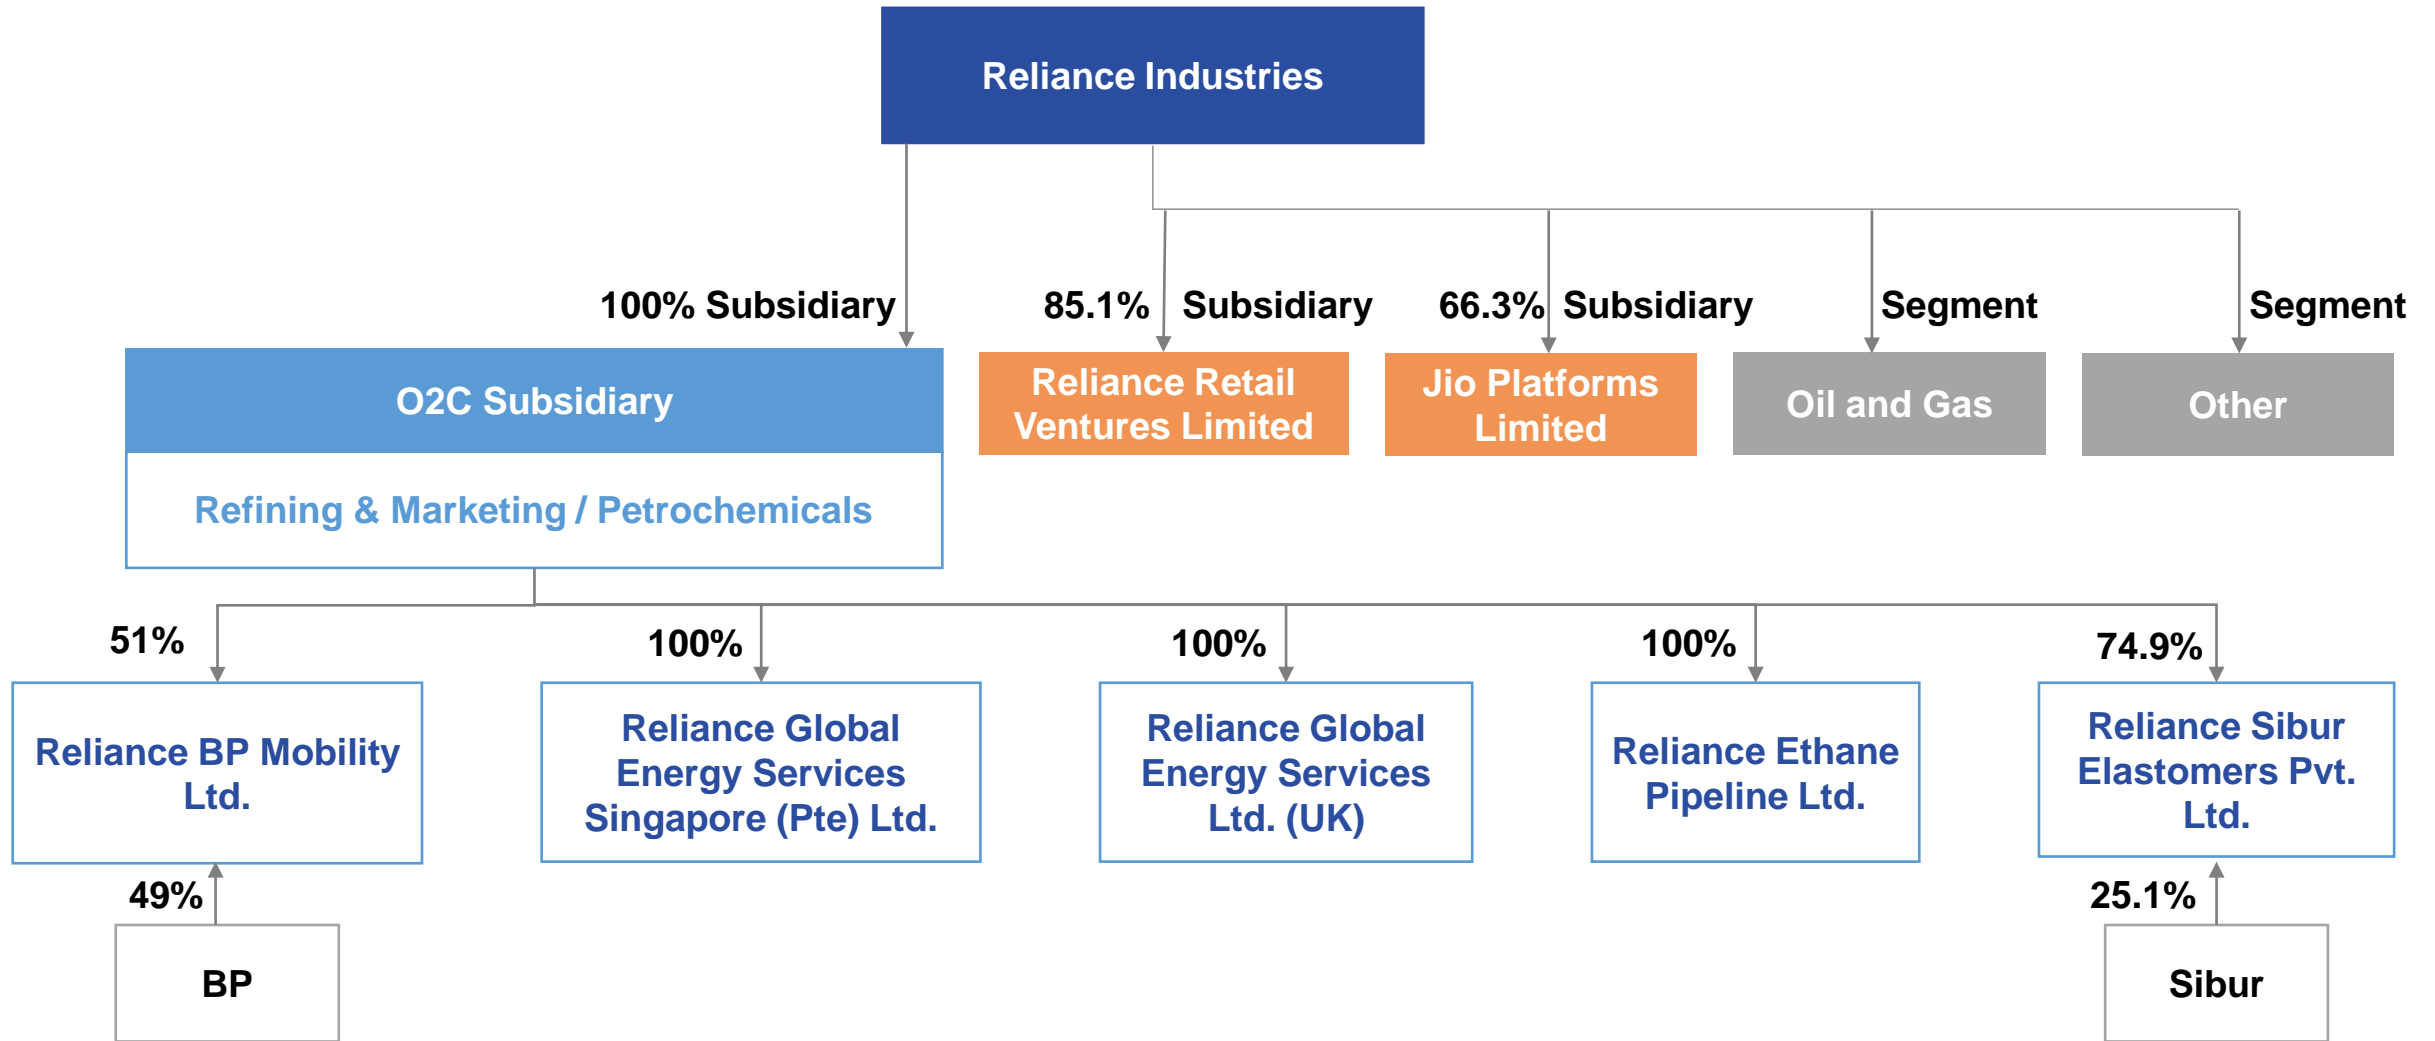 Reliance Industries
100% Subsidiary
85.1% Subsidiary
66.3% Subsidiary
Segment
Segment
O2C Subsidiary
Refining & Marketing / Petrochemicals
Reliance Retail
Ventures Limited
Jio Platforms
Limited
Oil and Gas
Other
51%
100%
100%
100%
74.9%
Reliance BP Mobility
Ltd.
Reliance Global
Energy Services
Singapore (Pte) Ltd.
Reliance Global
Energy Services
Ltd. (UK)
Reliance Ethane
Pipeline Ltd.
Reliance Sibur
Elastomers Pvt.
Ltd.
49%
25.1%
BP
Sibur